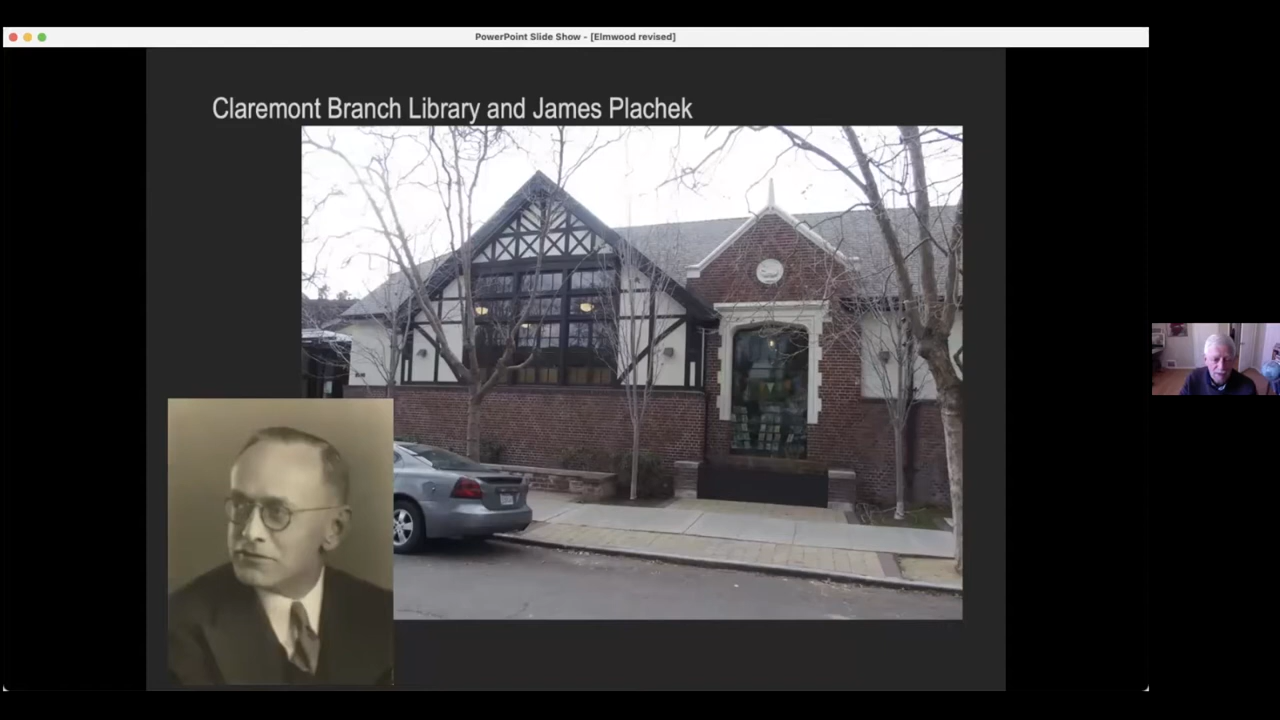 PowerPoint Slide Show - [Elmwood revised]
Claremont Branch Library and James Plachek